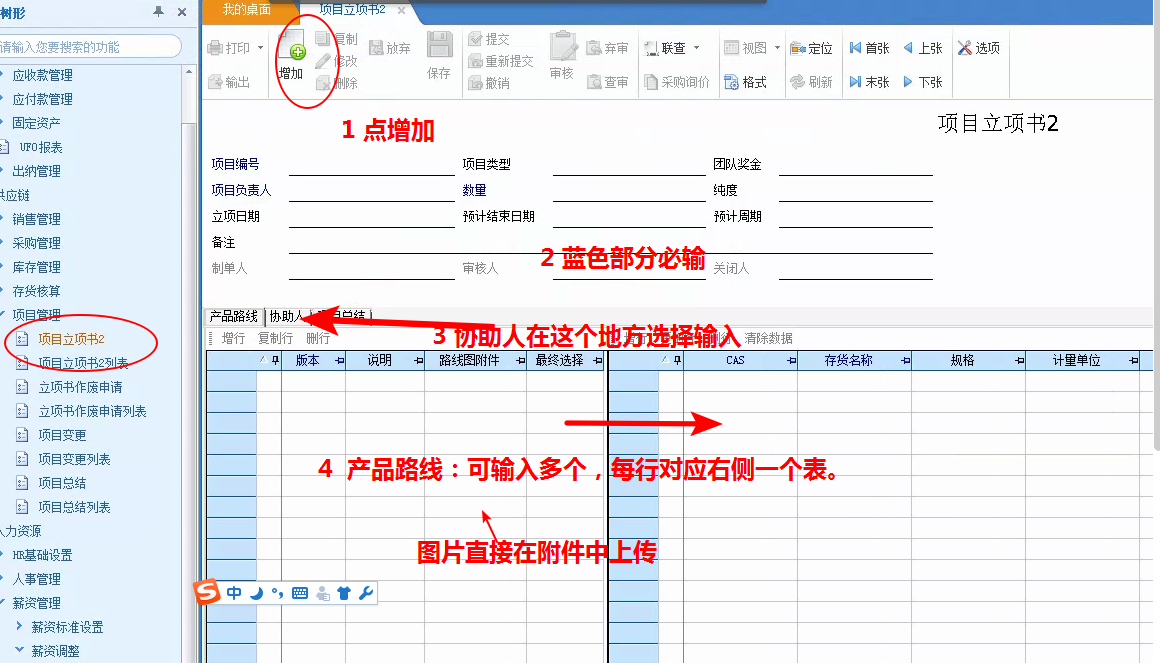 树形
我的桌面
项目立项书2
请输入您要搜索的功能
打印
增加
复制
修改
删除
放弃
保存
提交
重新提交
撤销
审核
弃审
查审
联查
采购询价
视图
格式
定位
刷新
首张
末张
上张
下张
选项
输出
应收款管理
应付款管理
固定资产
UFO报表
出纳管理
供应链
销售管理
采购管理
库存管理
存货核算
项目管理
项目立项书2
项目立项书2列表
立项书作废申请
立项书作废申请列表
项目变更
项目变更列表
项目总结
项目总结列表
人力资源
HR基础设置
人事管理
薪资管理
薪资标准设置
薪资调整
1 点增加
项目立项书2
项目编号 项目类型 团队奖金
项目负责人 数量 纯度
立项日期 预计结束日期 预计周期
备注
制单人 审核人 关闭人
2 蓝色部分必输
产品路线 协助人 项目总结
3 协助人在这个地方选择输入
增行 复制行 删行 清除数据
版本 说明 路线图附件 最终选择 CAS 存货名称 规格 计量单位
4 产品路线：可输入多个，每行对应右侧一个表。
图片直接在附件中上传
S 中